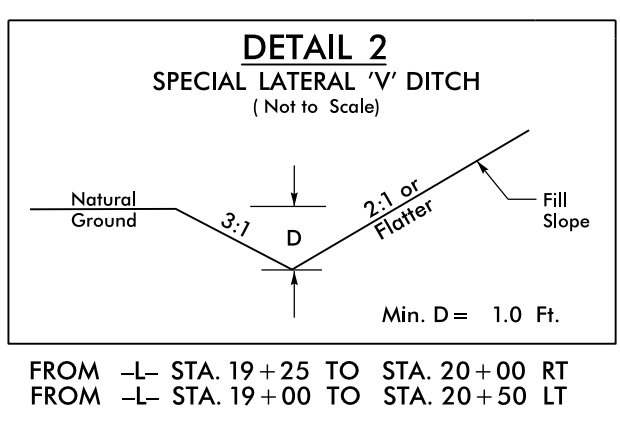 DETAIL 2
SPECIAL LATERAL 'V' DITCH
( Not to Scale)
Natural
Ground
3:1
D
2:1 or
Flatter
Fill
Slope
Min. D = 1.0 Ft.
FROM -L- STA. 19+25 TO STA. 20+00 RT
FROM -L- STA. 19+00 TO STA. 20+50 LT